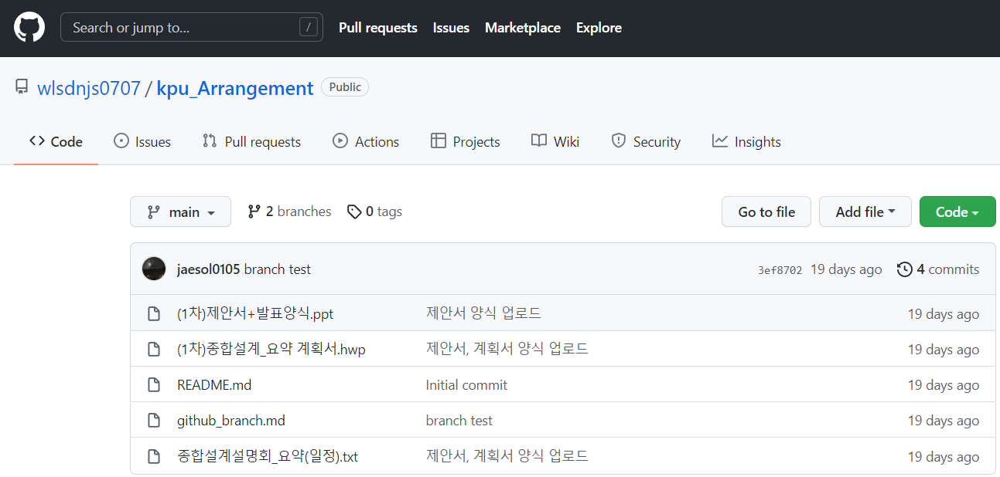 Search or jump to... / Pull requests Issues Marketplace Explore
wlsdnjs0707 / kpu_Arrangement Public
Code Issues Pull requests Actions Projects Wiki Security Insights
main 2 branches 0 tags Go to file Add file Code
jaesol0105 branch test 3ef8702 19 days ago 4 commits
(1차)제안서+발표양식.ppt 제안서 양식 업로드 19 days ago
(1차)종합설계_요약 계획서.hwp 제안서, 계획서 양식 업로드 19 days ago
README.md Initial commit 19 days ago
github_branch.md branch test 19 days ago
종합설계설명회_요약(일정).txt 제안서, 계획서 양식 업로드 19 days ago